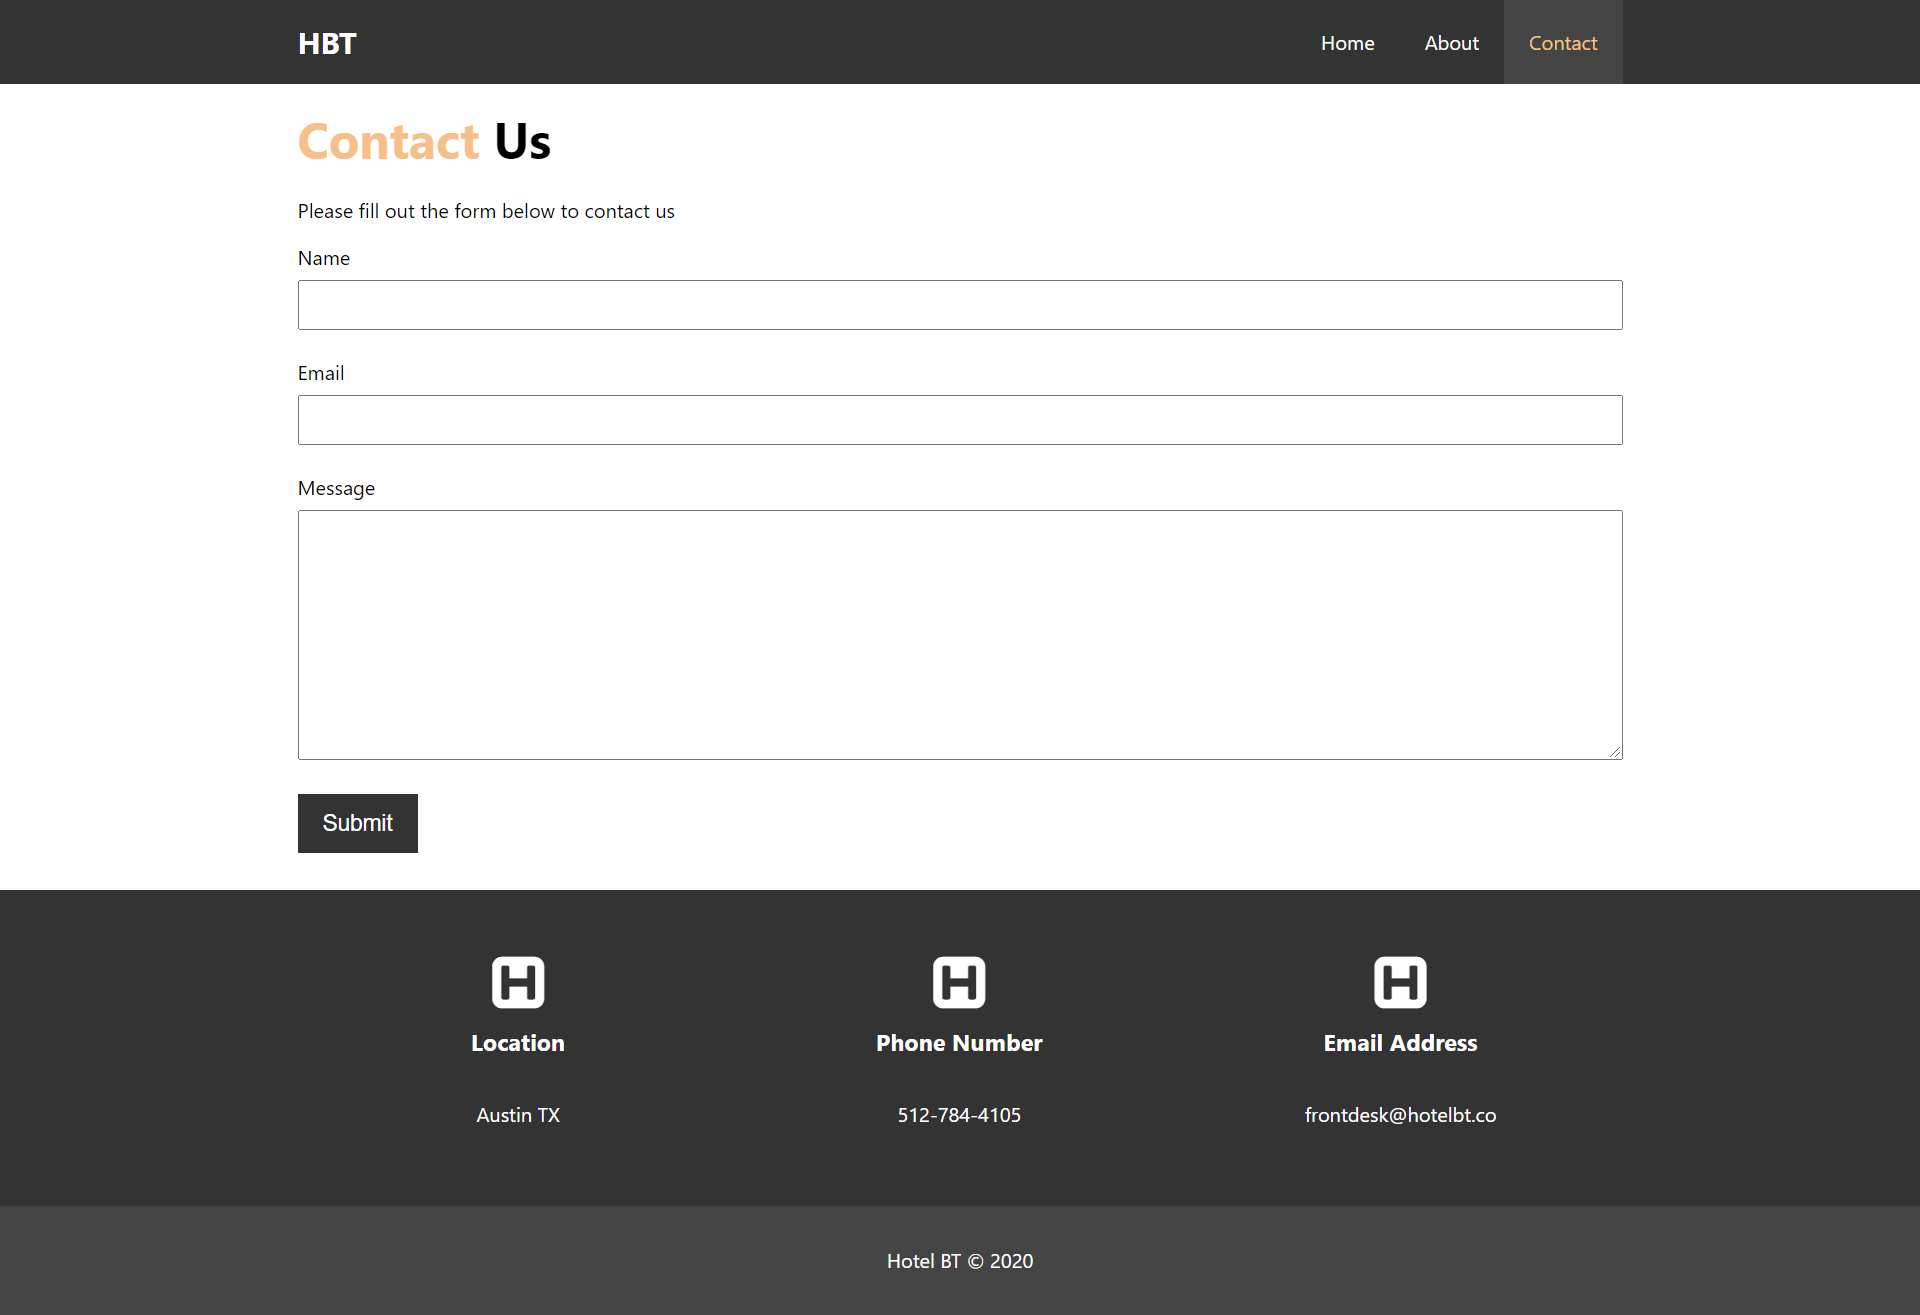 HBT
Home About Contact
Contact Us
Please fill out the form below to contact us
Name
Email
Message
Submit
H H H
Location Phone Number Email Address
Austin TX 512-784-4105 frontdesk@hotelbt.co
Hotel BT © 2020